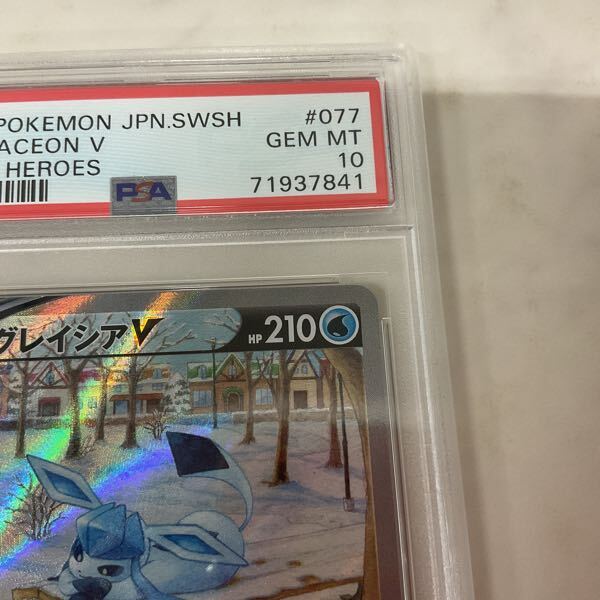 POKEMON JPN.SWSH #077
ACEON V GEM MT
HEROES 10
PSA 71937841
グレイシアV HP 210